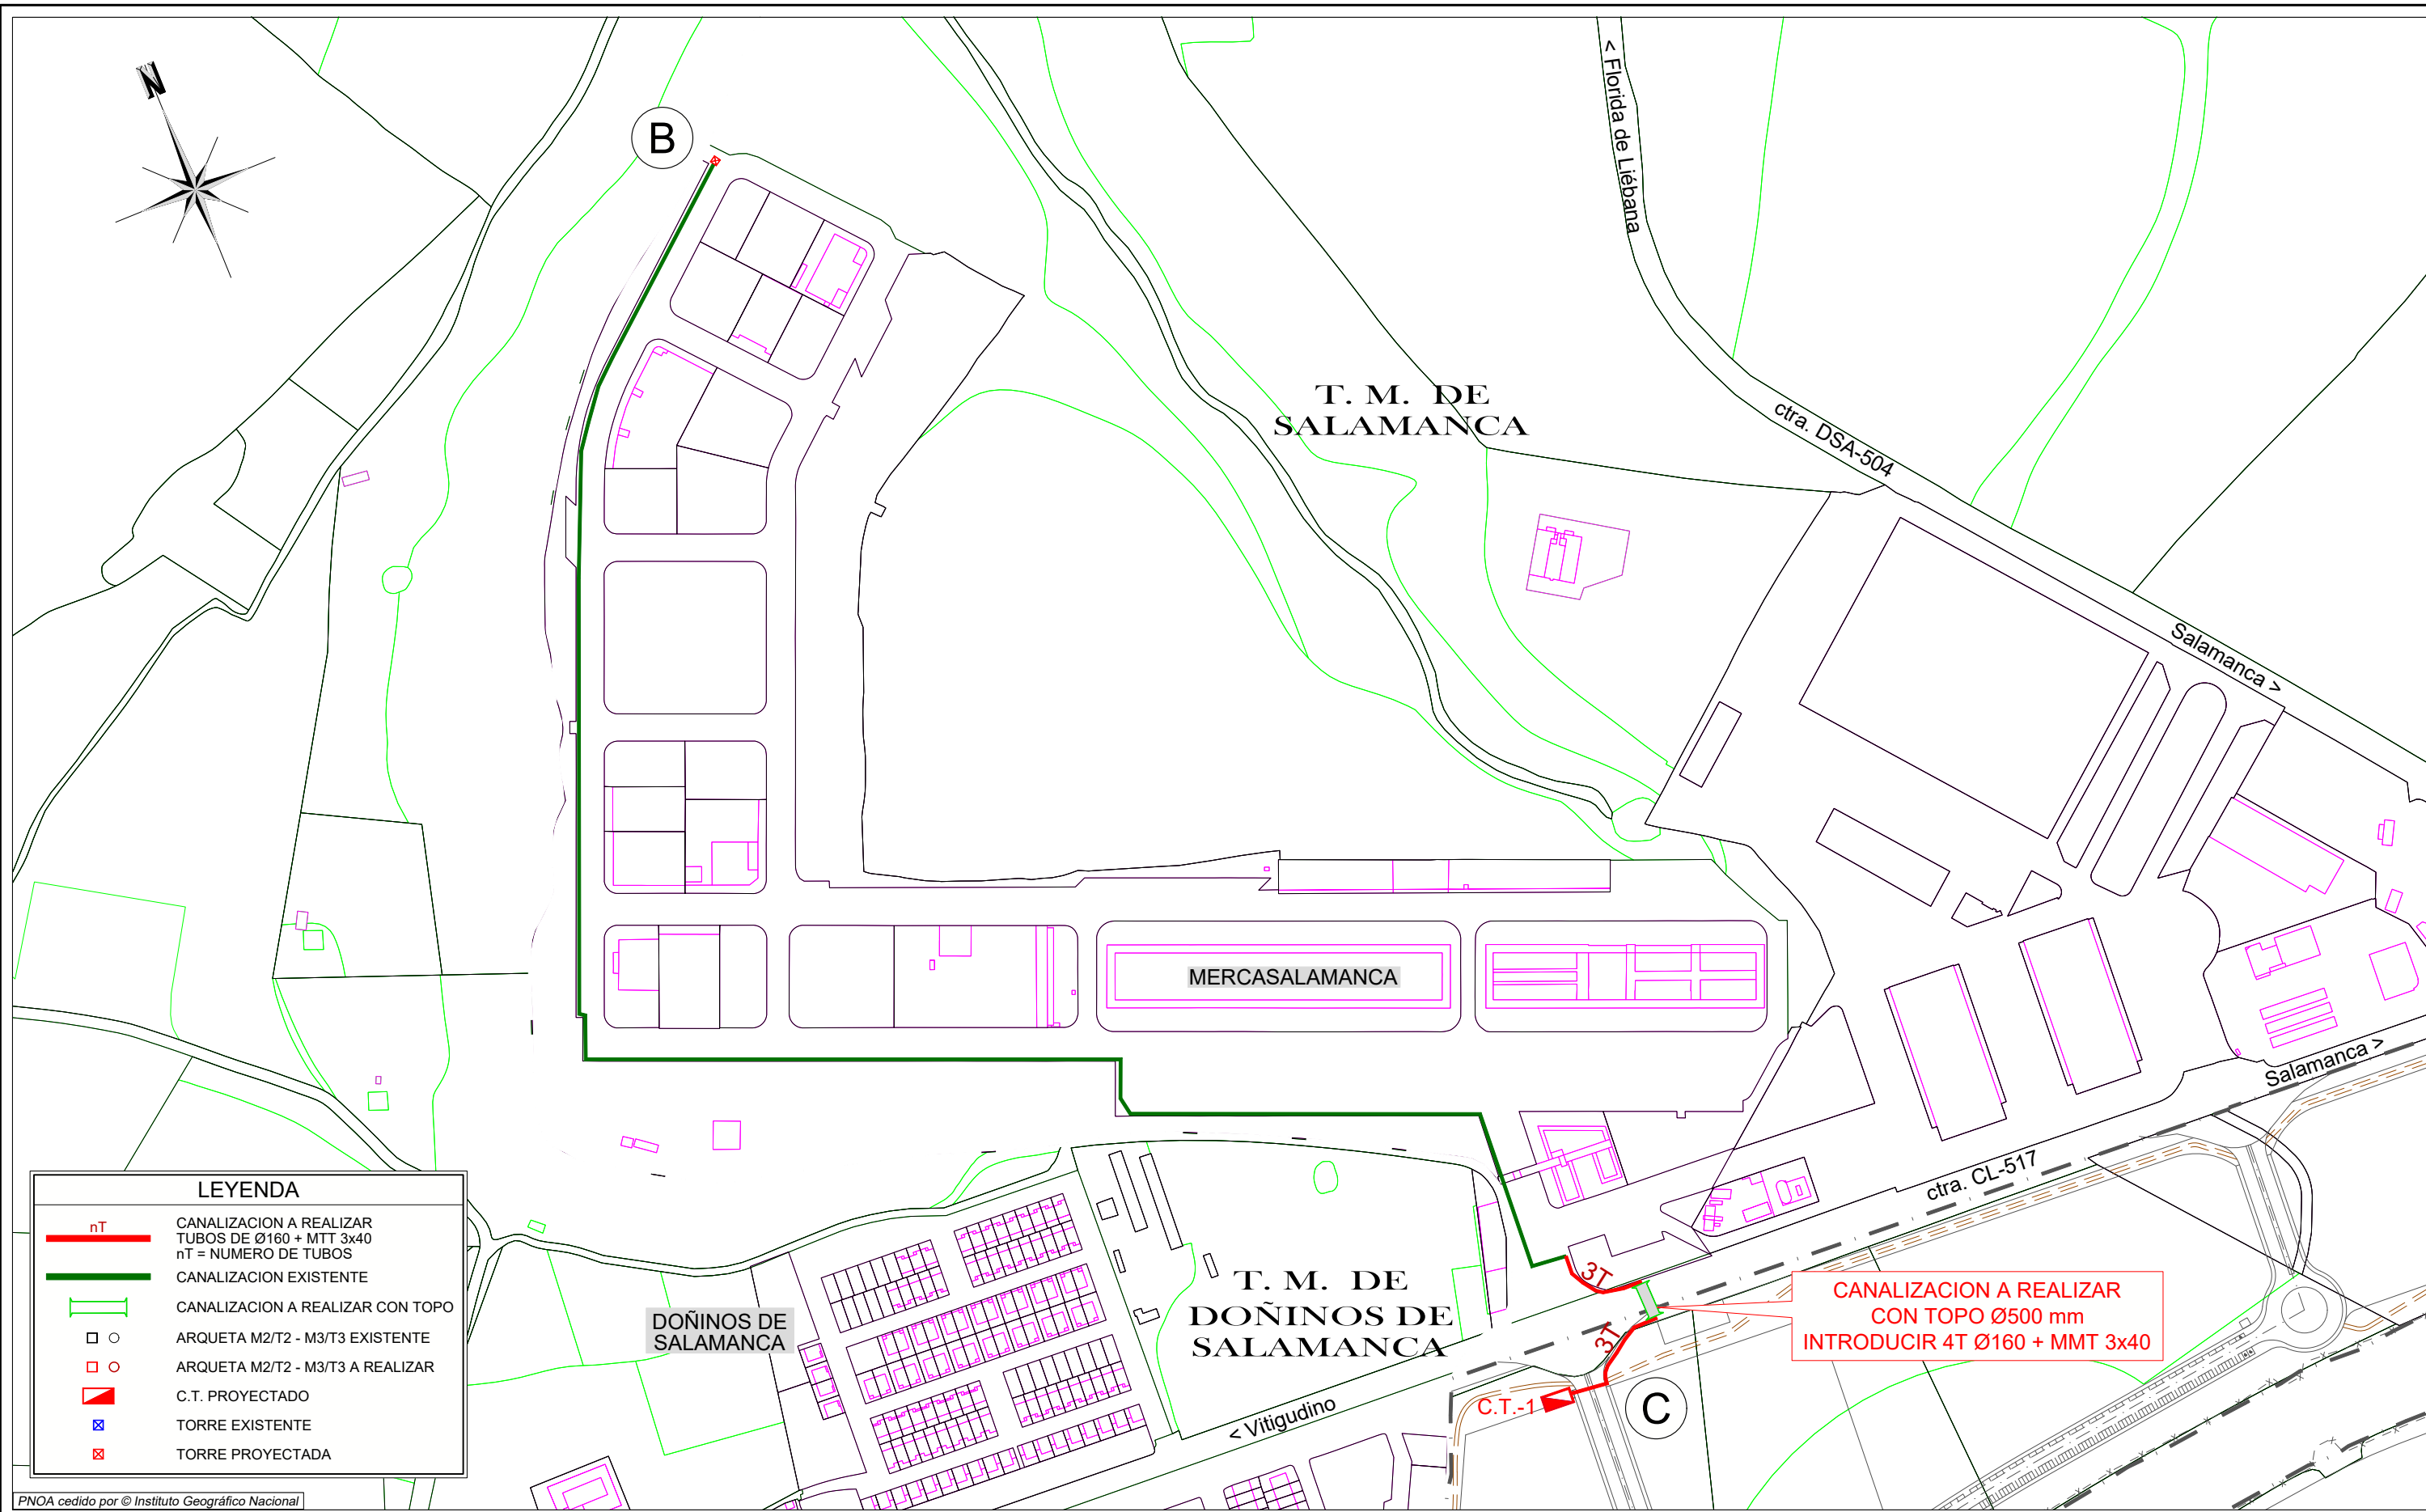 N
B
< Florida de Liébana
T. M. DE
SALAMANCA
ctra. DSA-504
Salamanca >
MERCASALAMANCA
Salamanca >
ctra. CL-517
3T
T. M. DE
DOÑINOS DE
SALAMANCA
DOÑINOS DE
SALAMANCA
CANALIZACION A REALIZAR
CON TOPO Ø500 mm
INTRODUCIR 4T Ø160 + MMT 3x40
3T
C.T.-1
C
< Vitigudino
LEYENDA
nT
CANALIZACION A REALIZAR
TUBOS DE Ø160 + MTT 3x40
nT = NUMERO DE TUBOS
CANALIZACION EXISTENTE
CANALIZACION A REALIZAR CON TOPO
ARQUETA M2/T2 - M3/T3 EXISTENTE
ARQUETA M2/T2 - M3/T3 A REALIZAR
C.T. PROYECTADO
TORRE EXISTENTE
TORRE PROYECTADA
PNOA cedido por © Instituto Geográfico Nacional